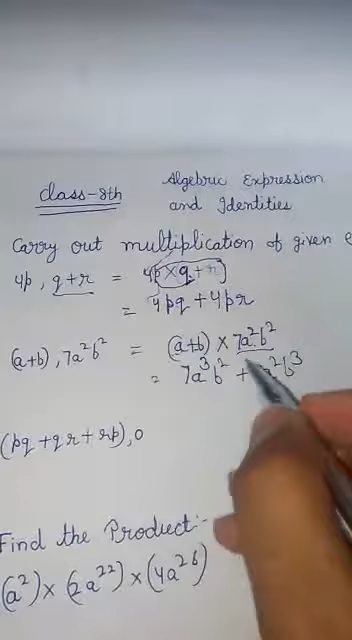 class-8th
Algebric Expression
and Identities
Carry out multiplication of given
4p, q+r = 4p × q+r
= 4pq + 4pr
(a+b), 7a²b² = (a+b) × 7a²b²
= 7a³b² + a²b³
(pq + qr + rp), 0
Find the Product:-
(a²) × (2a²²) × (4a²⁶)